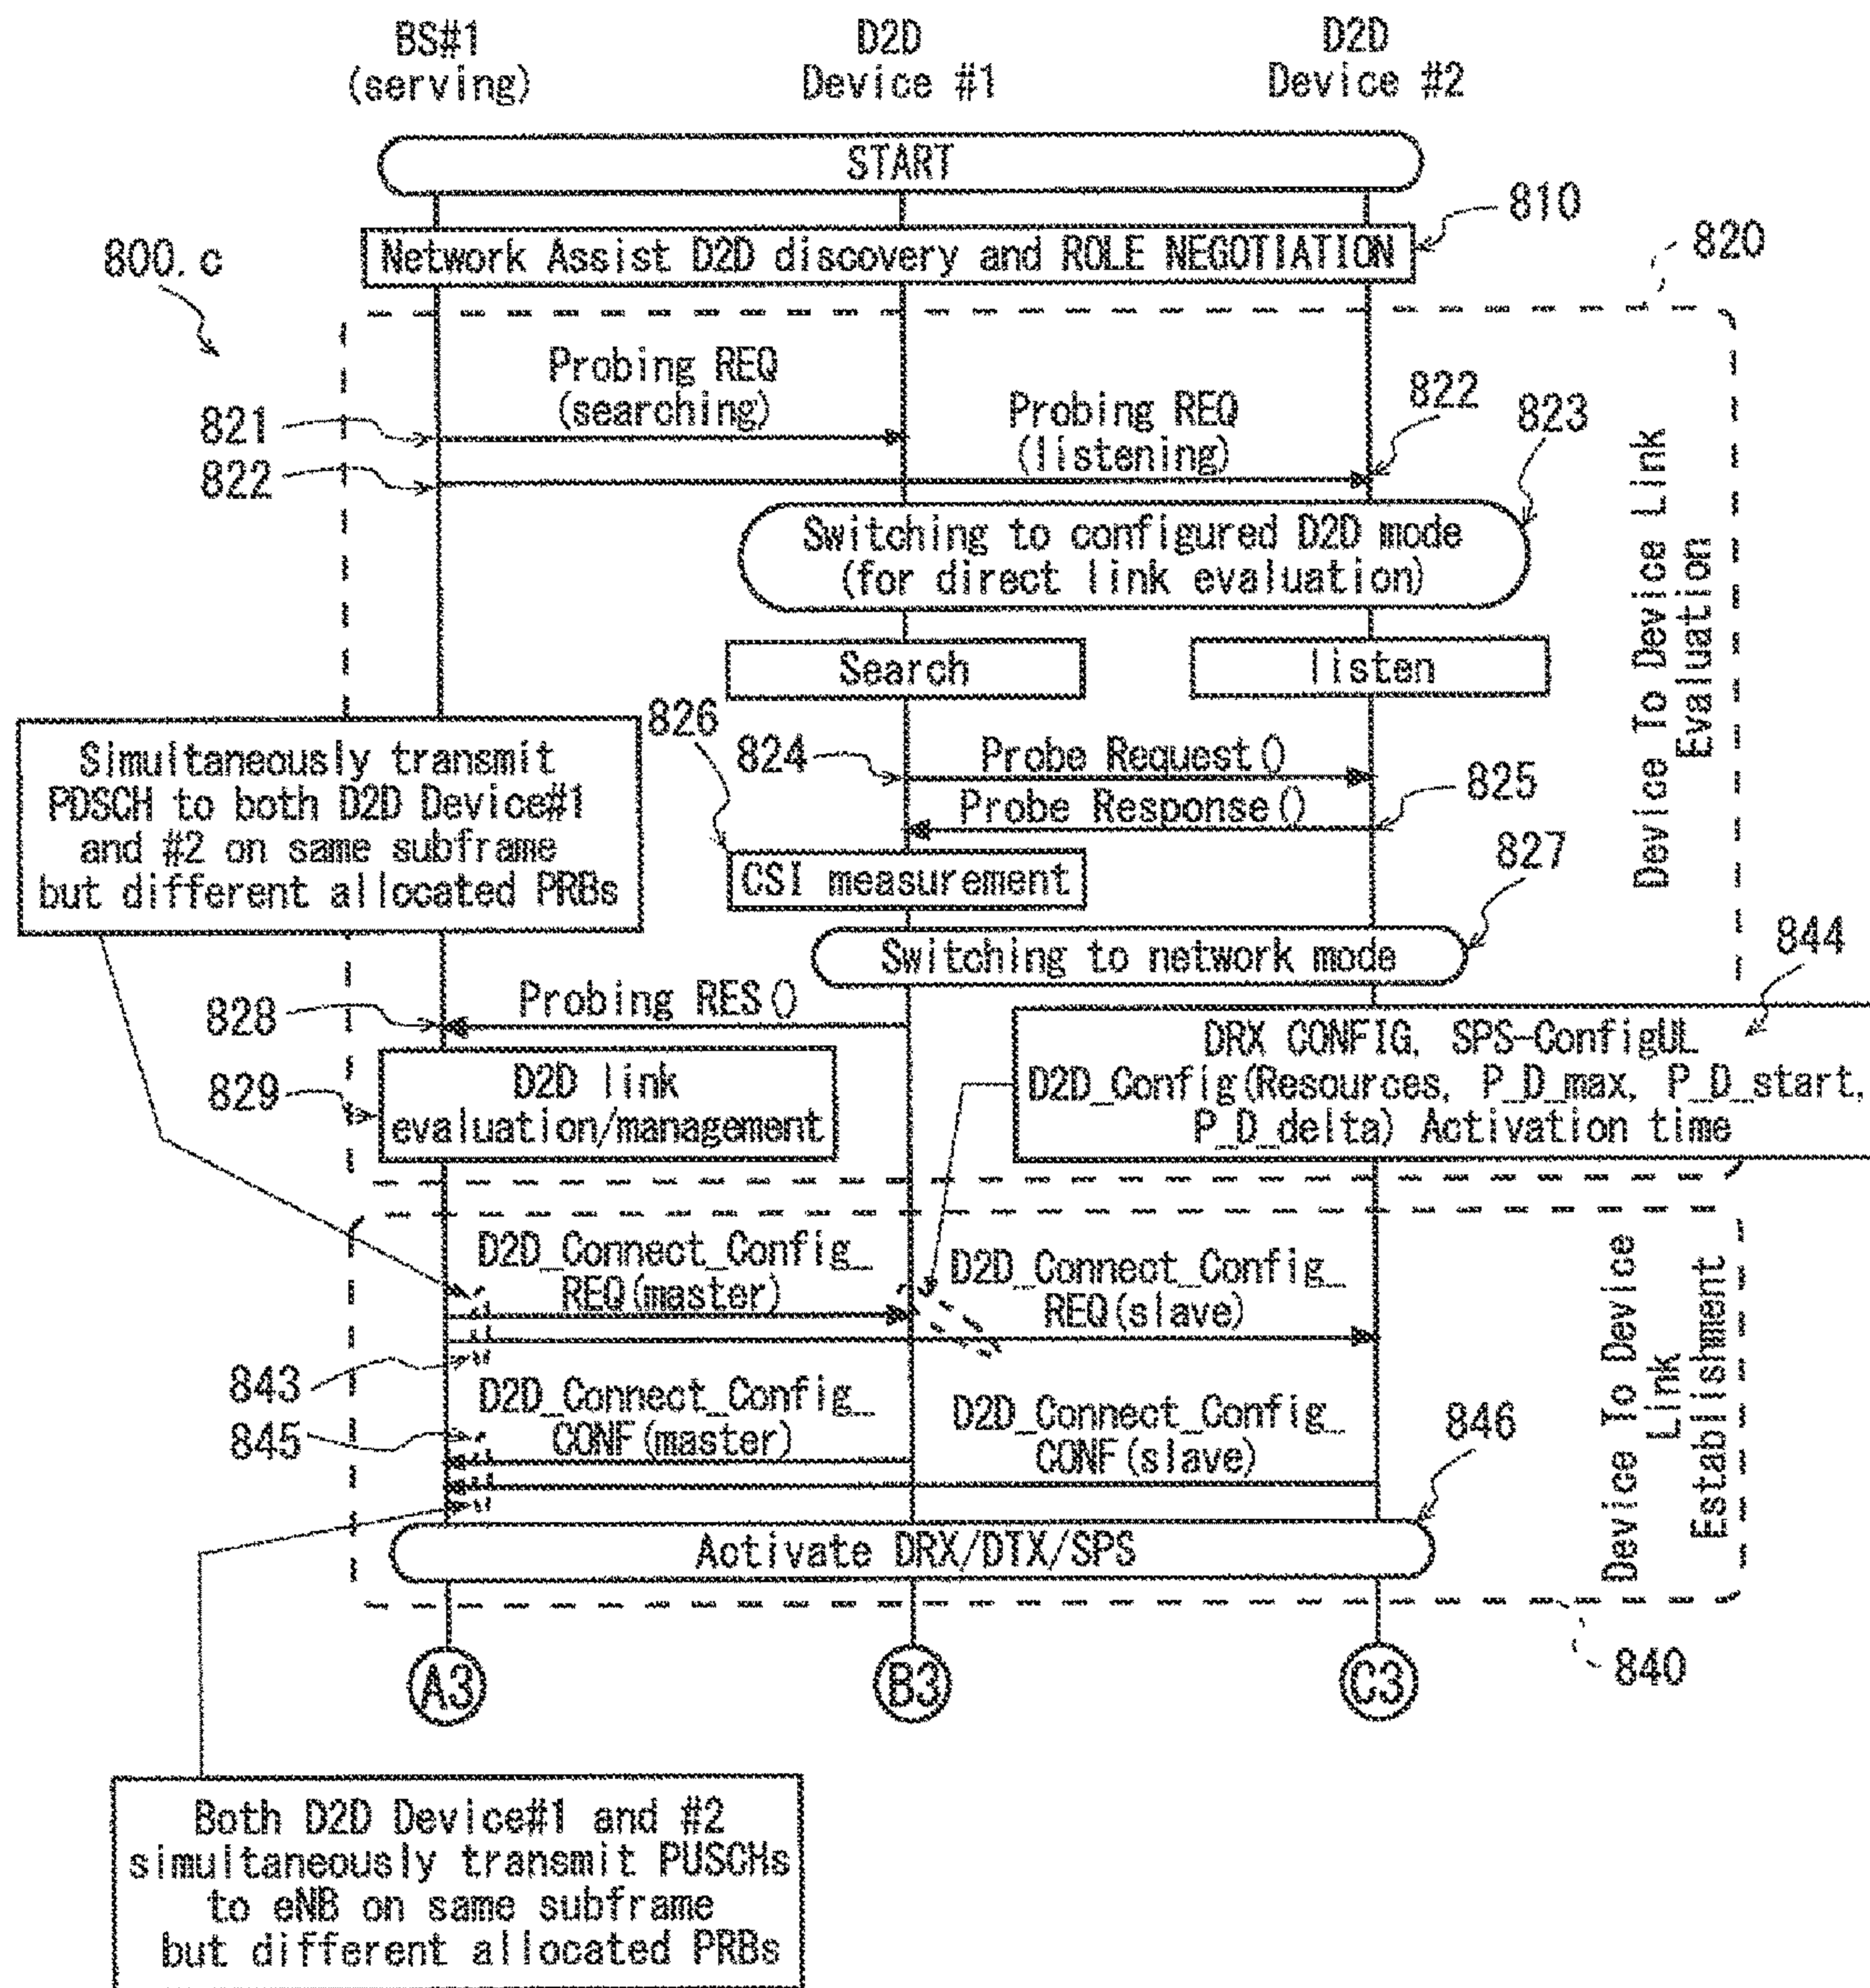 BS#1
(serving)
D2D
Device #1
D2D
Device #2
START
810
800.c
Network Assist D2D discovery and ROLE NEGOTIATION
820
Probing REQ
(searching)
821
Probing REQ
(listening)
822
822
823
Switching to configured D2D mode
(for direct link evaluation)
Device To Device Link
Evaluation
Search
listen
Simultaneously transmit
PDSCH to both D2D Device#1
and #2 on same subframe
but different allocated PRBs
826
824
Probe Request()
Probe Response()
825
CSI measurement
827
Switching to network mode
844
828
Probing RES()
DRX CONFIG, SPS-ConfigUL
D2D_Config(Resources, P_D_max, P_D_start,
P_D_delta) Activation time
829
D2D link
evaluation/management
D2D_Connect_Config_
REQ(master)
D2D_Connect_Config_
REQ(slave)
843
D2D_Connect_Config_
CONF(master)
845
D2D_Connect_Config_
CONF(slave)
846
Device To Device
Link
Establishment
Activate DRX/DTX/SPS
840
A3
B3
C3
Both D2D Device#1 and #2
simultaneously transmit PUSCHs
to eNB on same subframe
but different allocated PRBs